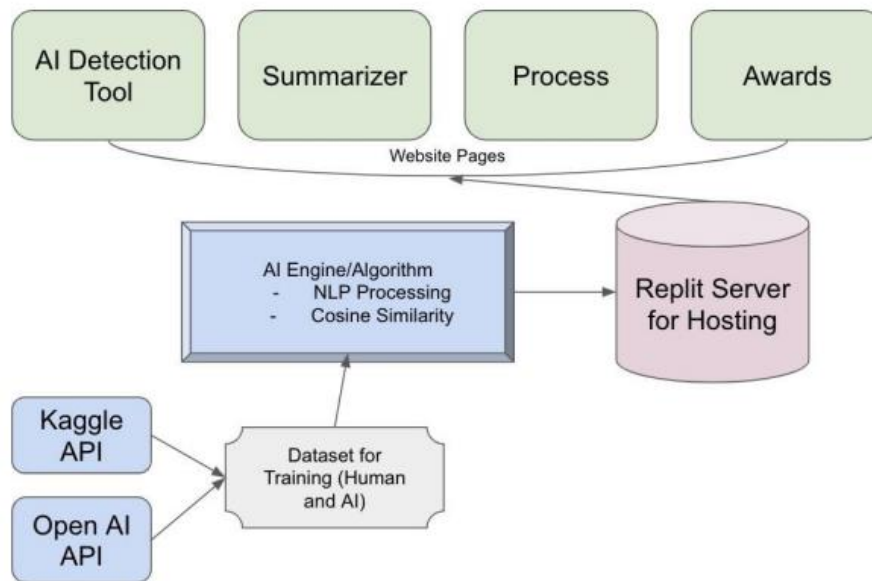 AI Detection
Tool
Summarizer
Process
Awards
Website Pages
AI Engine/Algorithm
- NLP Processing
- Cosine Similarity
Replit Server
for Hosting
Kaggle
API
Dataset for
Training (Human
and AI)
Open AI
API